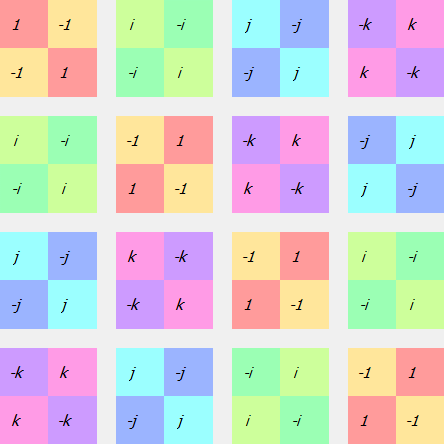 1 -1 i -i j -j -k k
-1 1 -i i -j j k -k
i -i -1 1 -k k -j j
-i i 1 -1 k -k j -j
j -j k -k -1 1 i -i
-j j -k k 1 -1 -i i
-k k j -j -i i -1 1
k -k -j j i -i 1 -1